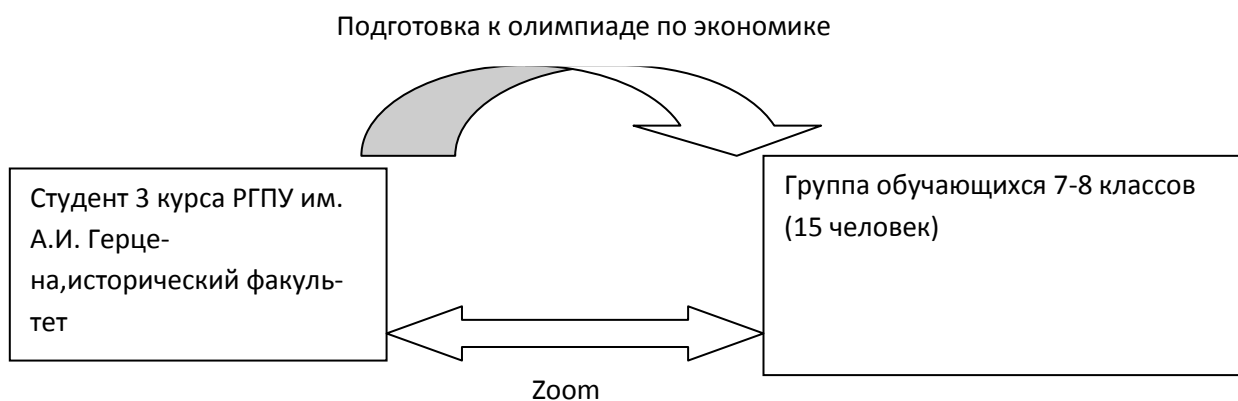 Подготовка к олимпиаде по экономике
Студент 3 курса РГПУ им.
А.И. Герце-
на,исторический факуль-
тет
Группа обучающихся 7-8 классов
(15 человек)
Zoom